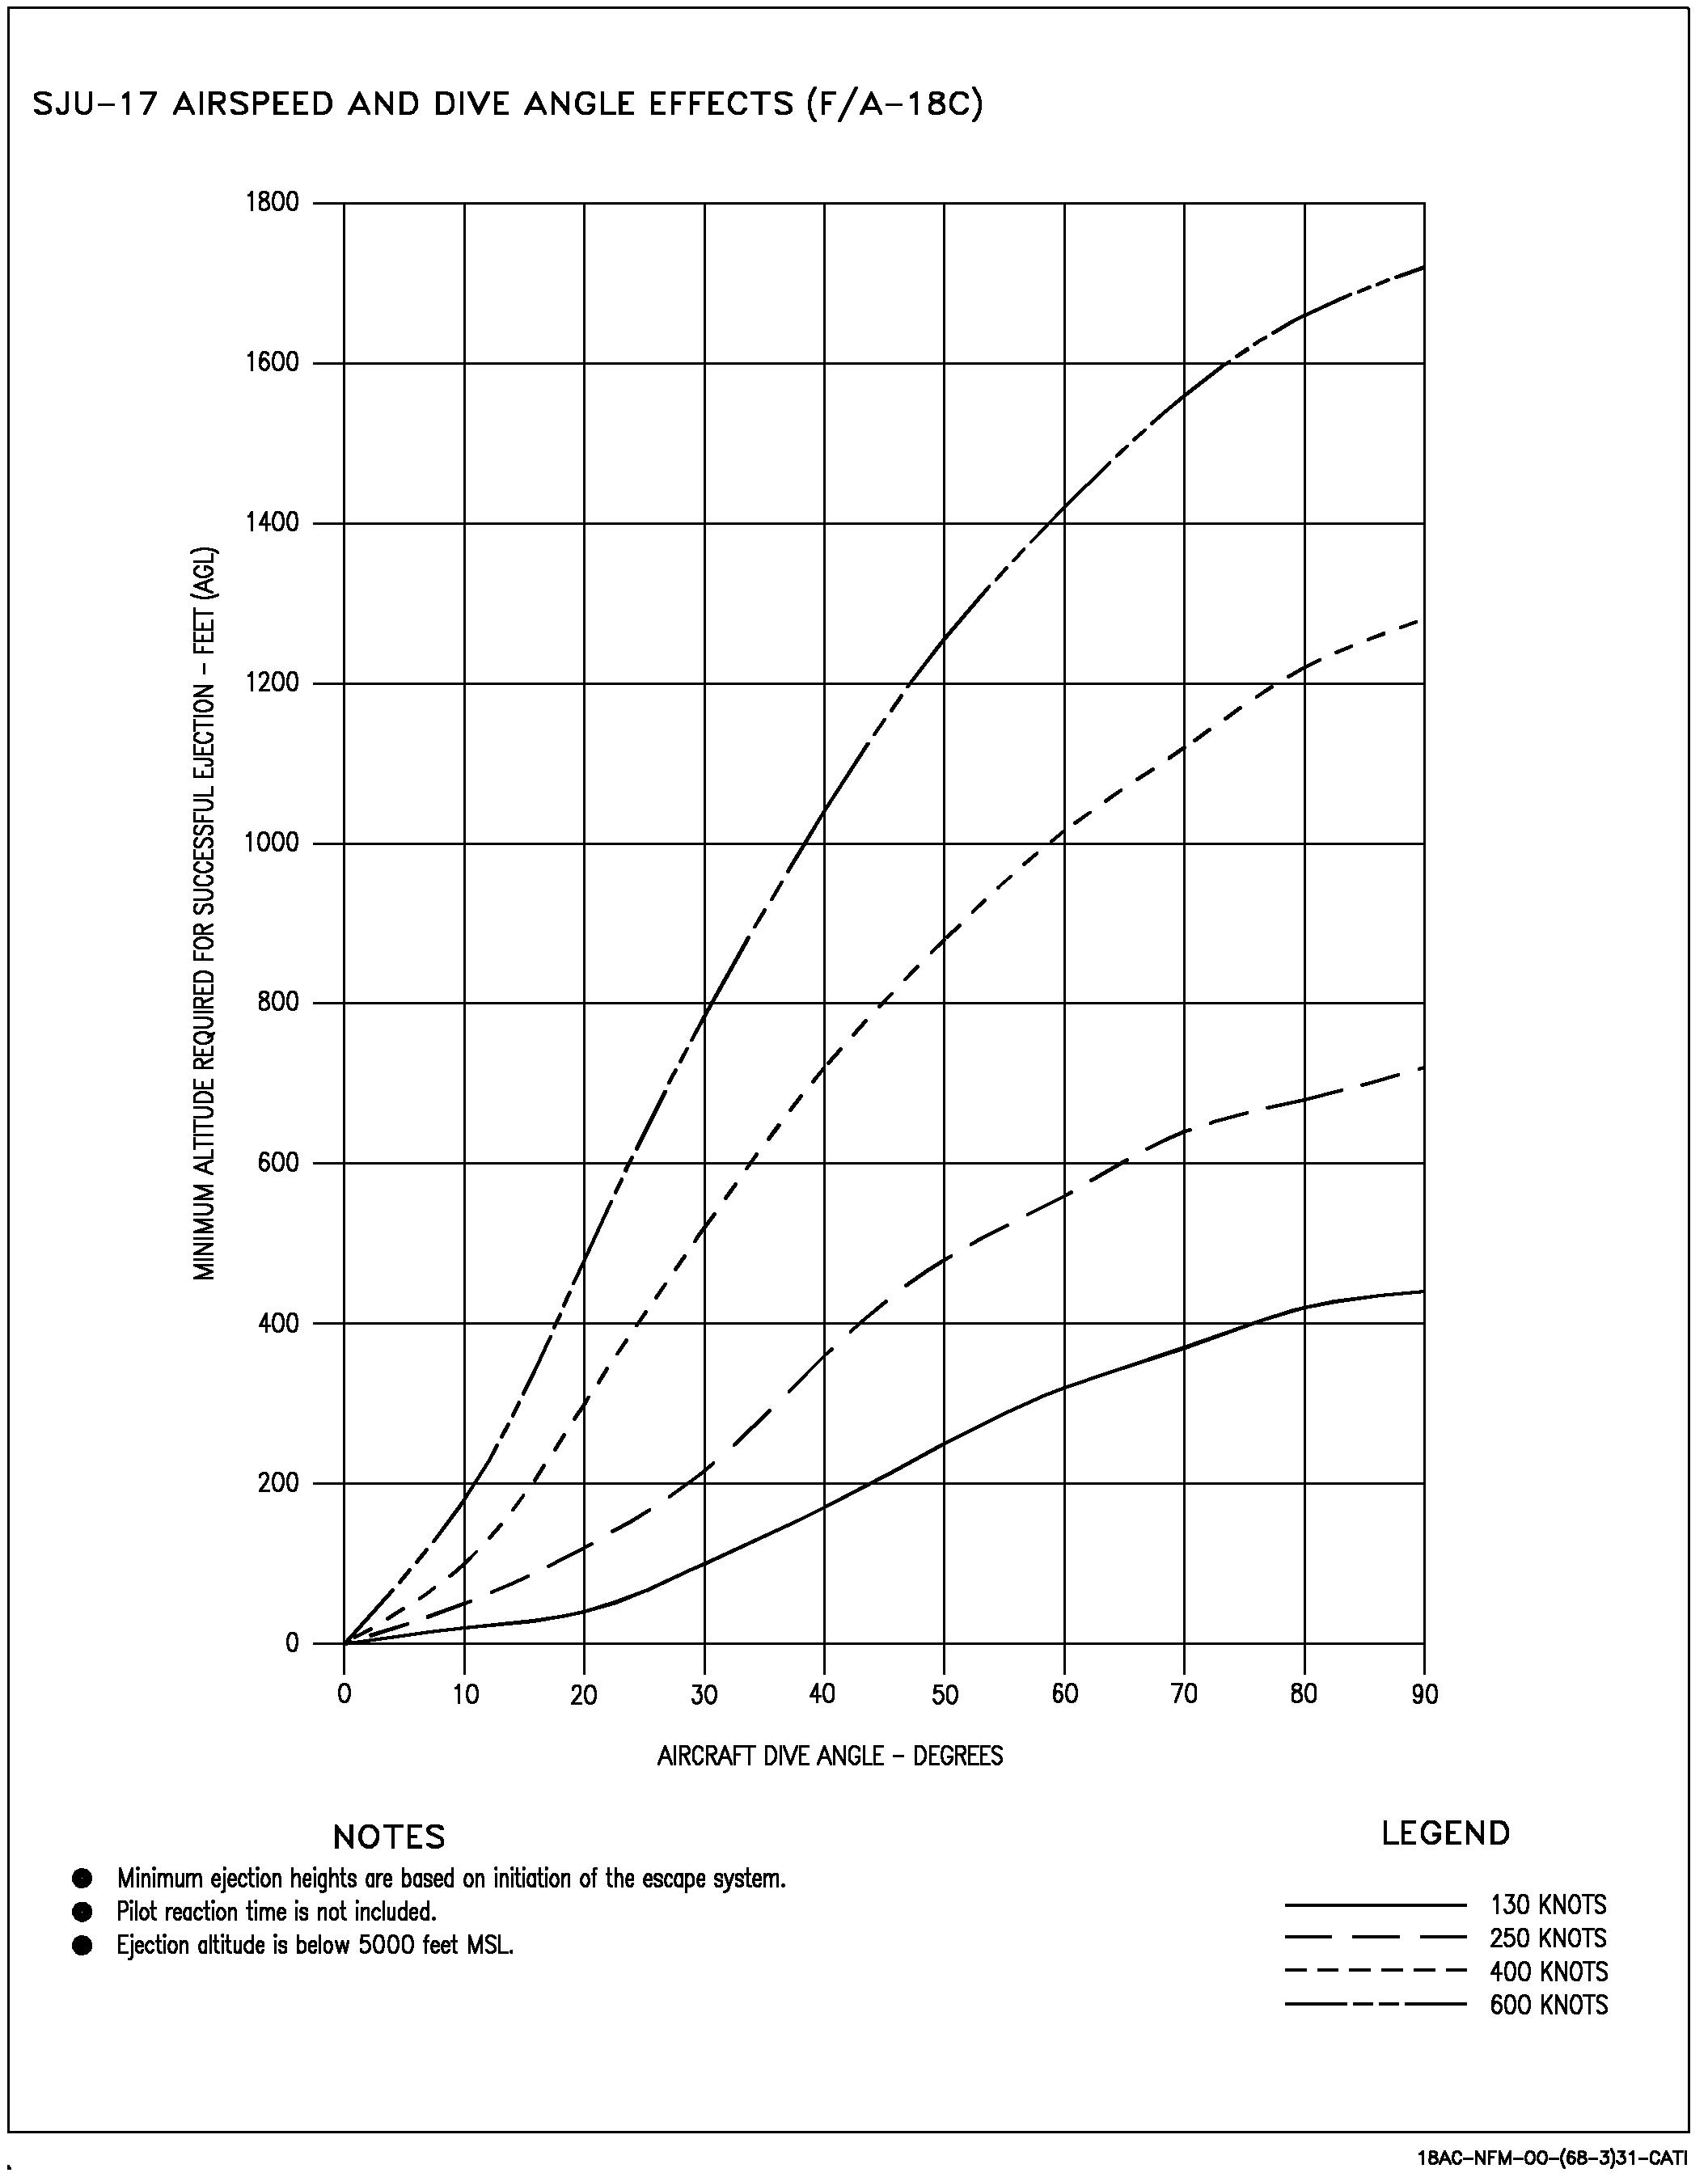 SJU-17 AIRSPEED AND DIVE ANGLE EFFECTS (F/A-18C)
MINIMUM ALTITUDE REQUIRED FOR SUCCESSFUL EJECTION - FEET (AGL)
1800
1600
1400
1200
1000
800
600
400
200
0
0 10 20 30 40 50 60 70 80 90
AIRCRAFT DIVE ANGLE - DEGREES
NOTES
● Minimum ejection heights are based on initiation of the escape system.
● Pilot reaction time is not included.
● Ejection altitude is below 5000 feet MSL.
LEGEND
130 KNOTS
250 KNOTS
400 KNOTS
600 KNOTS
18AC-NFM-00-(68-3)31-CATI